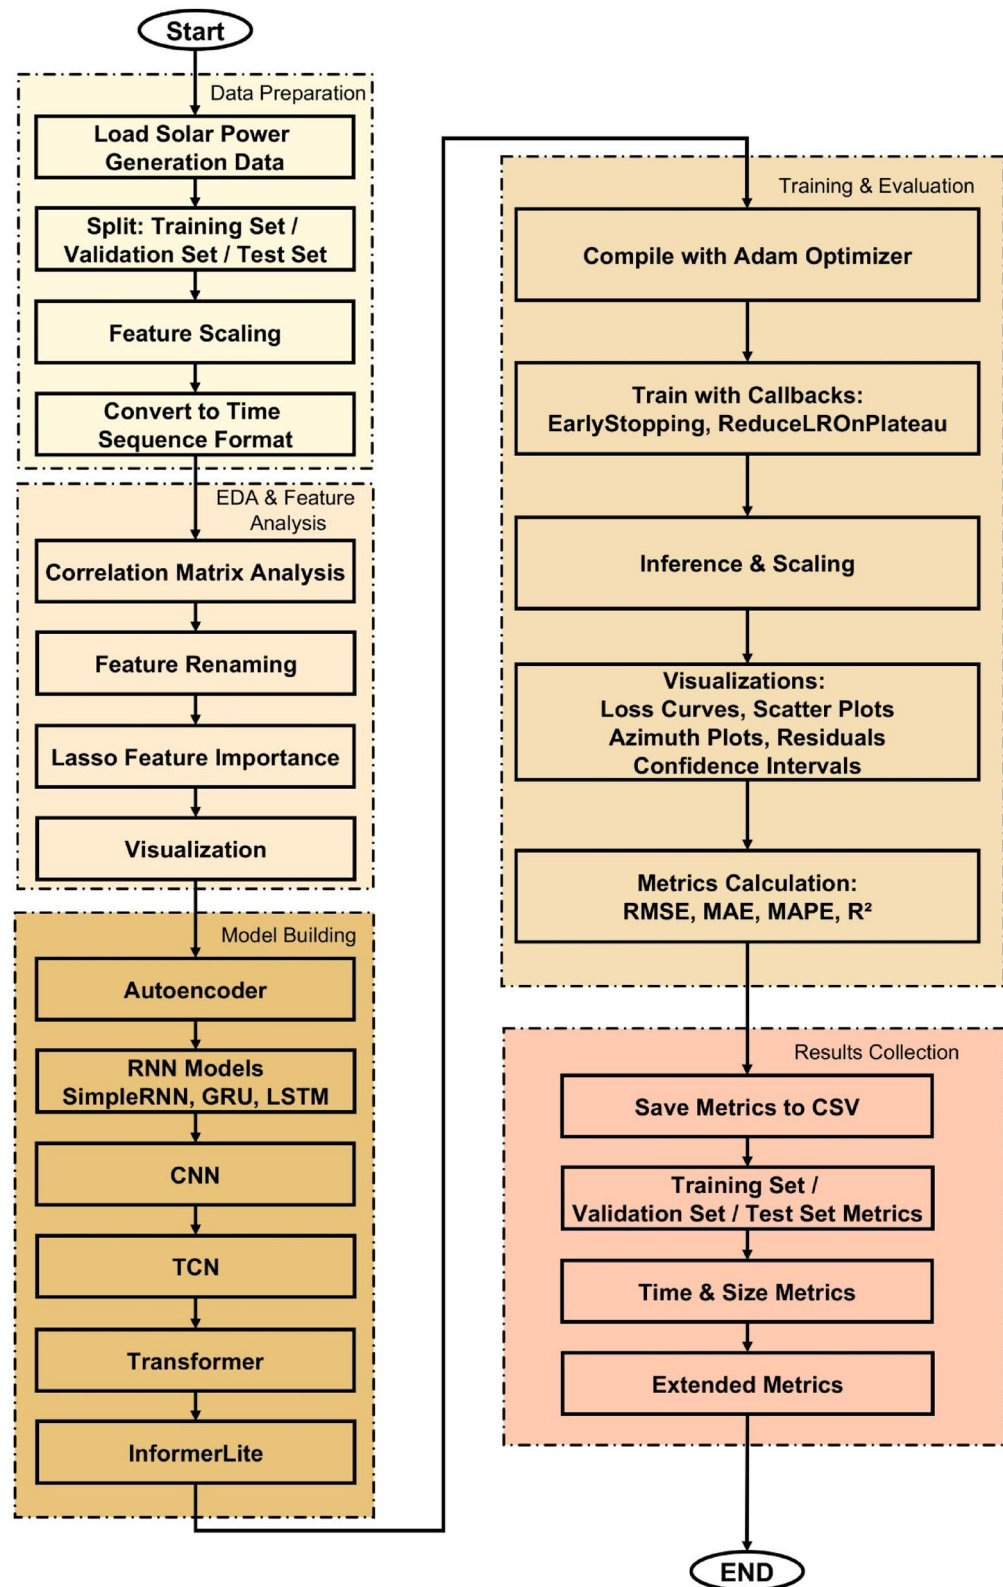 Start
Data Preparation
Load Solar Power
Generation Data
Split: Training Set /
Validation Set / Test Set
Feature Scaling
Convert to Time
Sequence Format
EDA & Feature
Analysis
Correlation Matrix Analysis
Feature Renaming
Lasso Feature Importance
Visualization
Model Building
Autoencoder
RNN Models
SimpleRNN, GRU, LSTM
CNN
TCN
Transformer
InformerLite
Training & Evaluation
Compile with Adam Optimizer
Train with Callbacks:
EarlyStopping, ReduceLROnPlateau
Inference & Scaling
Visualizations:
Loss Curves, Scatter Plots
Azimuth Plots, Residuals
Confidence Intervals
Metrics Calculation:
RMSE, MAE, MAPE, R²
Results Collection
Save Metrics to CSV
Training Set /
Validation Set / Test Set Metrics
Time & Size Metrics
Extended Metrics
END